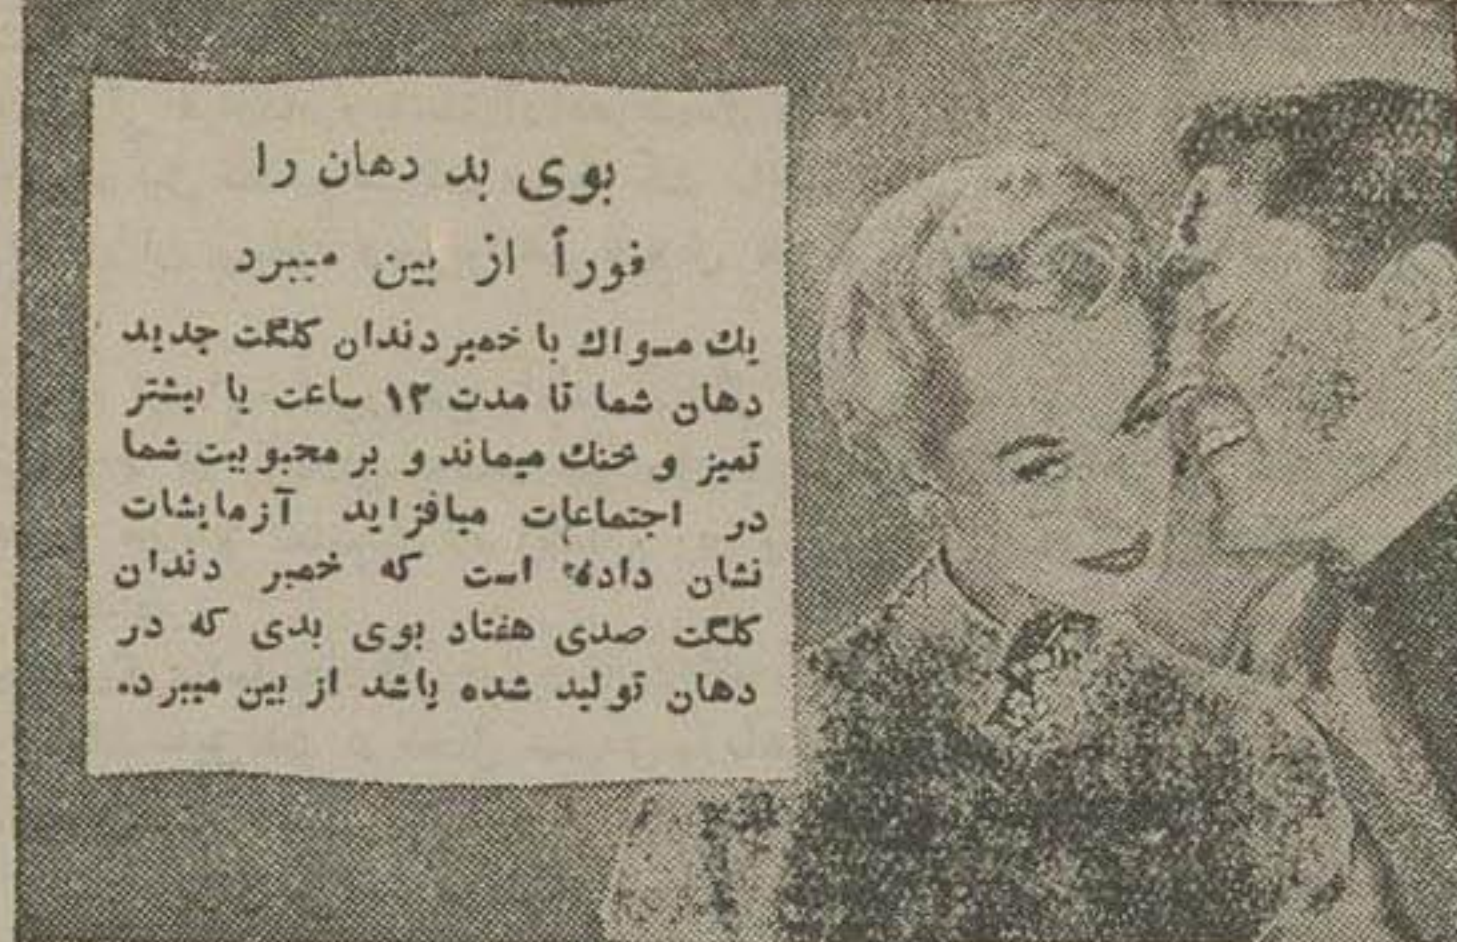 بوی بد دهان را
فوراً از بین میبرد
یك مسواك با خمیر دندان کلگت جدید
دهان شما تا مدت ۱۳ ساعت یا بیشتر
تمیز و خنك میماند و بر محبوبیت شما
در اجتماعات میافزاید آزمایشات
نشان داده است که خمیر دندان
کلگت صدی هفتاد بوی بدی که در
دهان تولید شده باشد از بین میبرد.